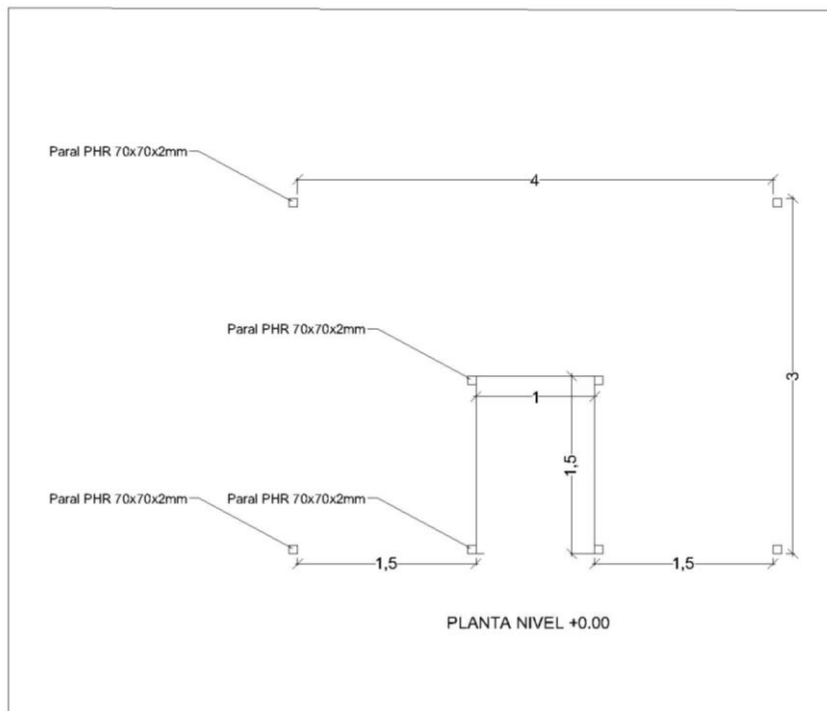 Paral PHR 70x70x2mm
4
Paral PHR 70x70x2mm
3
1
1,5
Paral PHR 70x70x2mm
Paral PHR 70x70x2mm
1,5
1,5
PLANTA NIVEL +0.00